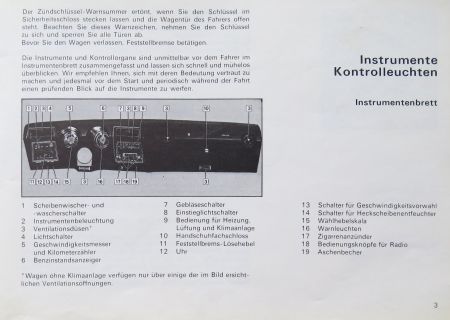 Der Zündschlüssel-Warnsummer ertönt, wenn Sie den Schlüssel im
Sicherheitsschloss stecken lassen und die Wagentür des Fahrers offen
steht. Beachten Sie dieses Warnzeichen, nehmen Sie den Schlüssel
zu sich und sperren Sie alle Türen ab.
Bevor Sie den Wagen verlassen, Feststellbremse betätigen.
Die Instrumente und Kontrollorgane sind unmittelbar vor dem Fahrer im
Instrumentenbrett zusammengefasst und lassen sich schnell und mühelos
überblicken. Wir empfehlen Ihnen, sich mit deren Bedeutung vertraut zu
machen und jedesmal vor dem Start und periodisch während der Fahrt
einen prüfenden Blick auf die Instrumente zu werfen.
Instrumente
Kontrolleuchten
Instrumentenbrett
1 Scheibenwischer- und
-wascherschalter
2 Instrumentenbeleuchtung
3 Ventilationsdüsen†
4 Lichtschalter
5 Geschwindigkeitsmesser
und Kilometerzähler
6 Benzinstandanzeiger
7 Gebläseschalter
8 Einstieglichtschalter
9 Bedienung für Heizung,
Lüftung und Klimaanlage
10 Handschuhfachschloss
11 Feststellbrems-Lösehebel
12 Uhr
13 Schalter für Geschwindigkeitsvorwahl
14 Schalter für Heckscheibenentfeuchter
15 Wählhebelskala
16 Warnleuchten
17 Zigarrenanzünder
18 Bedienungsknöpfe für Radio
19 Aschenbecher
†Wagen ohne Klimaanlage verfügen nur über einige der im Bild ersicht-
lichen Ventilationsöffnungen.
3